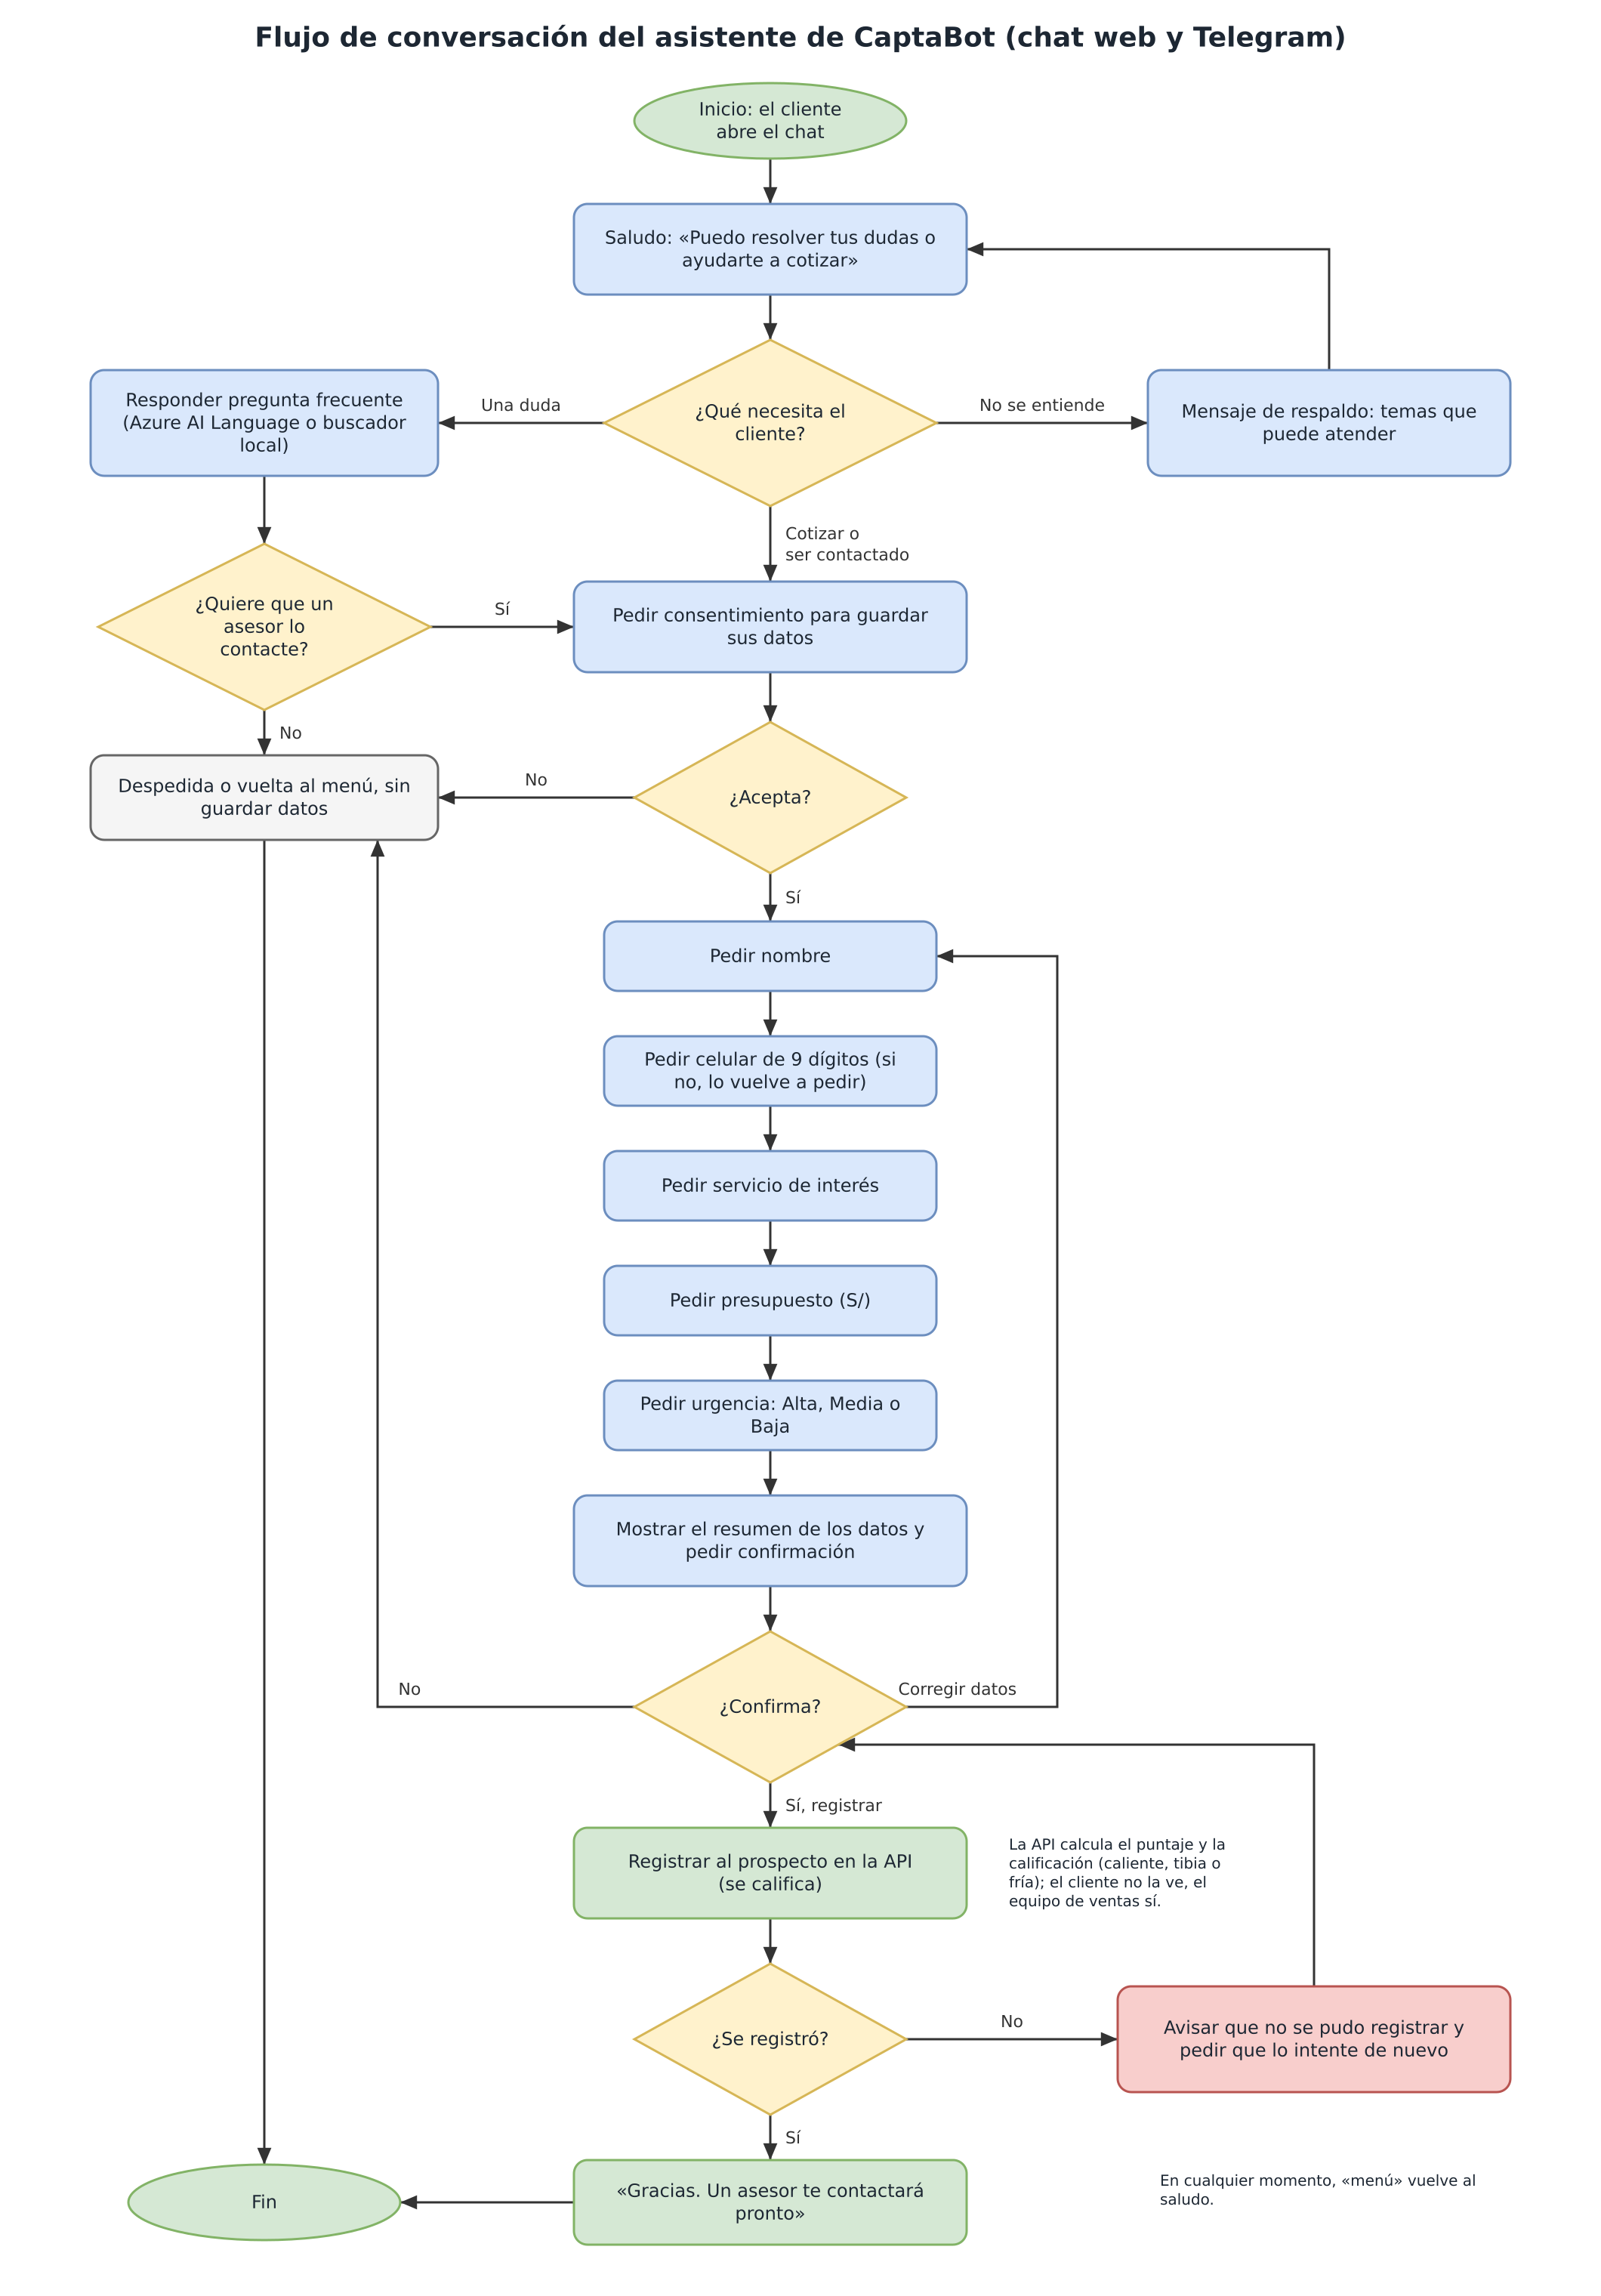 Flujo de conversación del asistente de CaptaBot (chat web y Telegram)
Inicio: el cliente
abre el chat
Saludo: «Puedo resolver tus dudas o
ayudarte a cotizar»
Responder pregunta frecuente
(Azure AI Language o buscador
local)
Una duda
¿Qué necesita el
cliente?
No se entiende
Mensaje de respaldo: temas que
puede atender
Cotizar o
ser contactado
¿Quiere que un
asesor lo
contacte?
Sí
Pedir consentimiento para guardar
sus datos
No
Despedida o vuelta al menú, sin
guardar datos
No
¿Acepta?
Sí
Pedir nombre
Pedir celular de 9 dígitos (si
no, lo vuelve a pedir)
Pedir servicio de interés
Pedir presupuesto (S/)
Pedir urgencia: Alta, Media o
Baja
Mostrar el resumen de los datos y
pedir confirmación
No
¿Confirma?
Corregir datos
Sí, registrar
Registrar al prospecto en la API
(se califica)
La API calcula el puntaje y la
calificación (caliente, tibia o
fría); el cliente no la ve, el
equipo de ventas sí.
¿Se registró?
No
Avisar que no se pudo registrar y
pedir que lo intente de nuevo
Sí
Fin
«Gracias. Un asesor te contactará
pronto»
En cualquier momento, «menú» vuelve al
saludo.